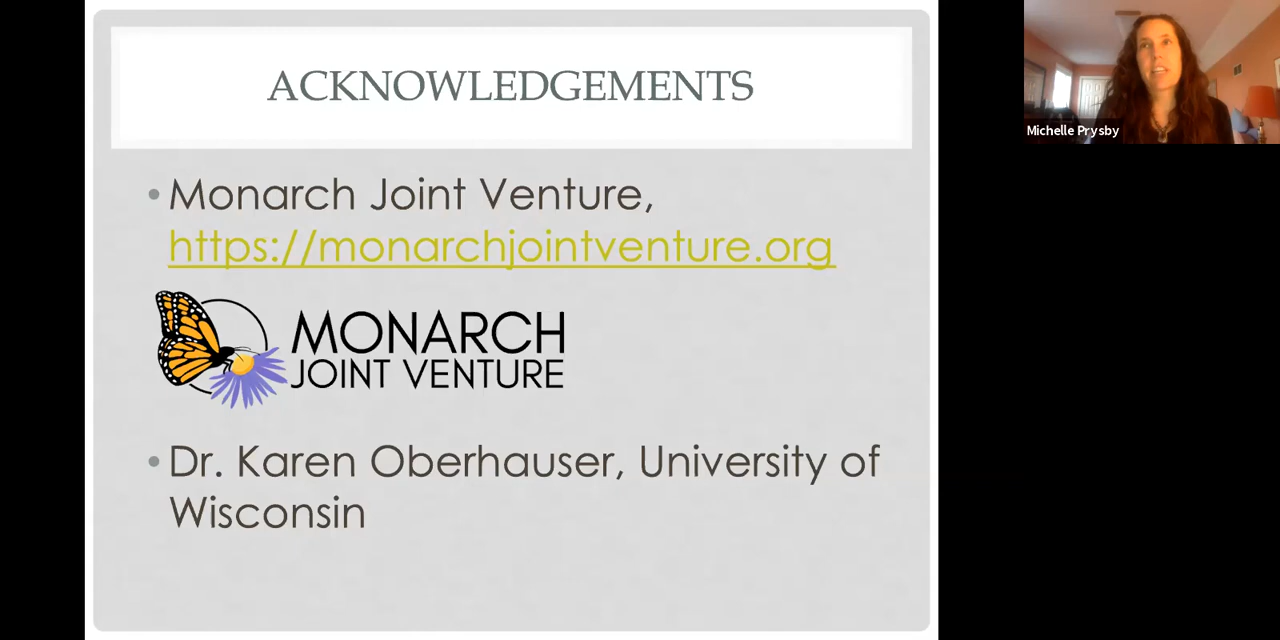 ACKNOWLEDGEMENTS
• Monarch Joint Venture,
https://monarchjointventure.org
MONARCH
JOINT VENTURE
• Dr. Karen Oberhauser, University of
Wisconsin
Michelle Prysby